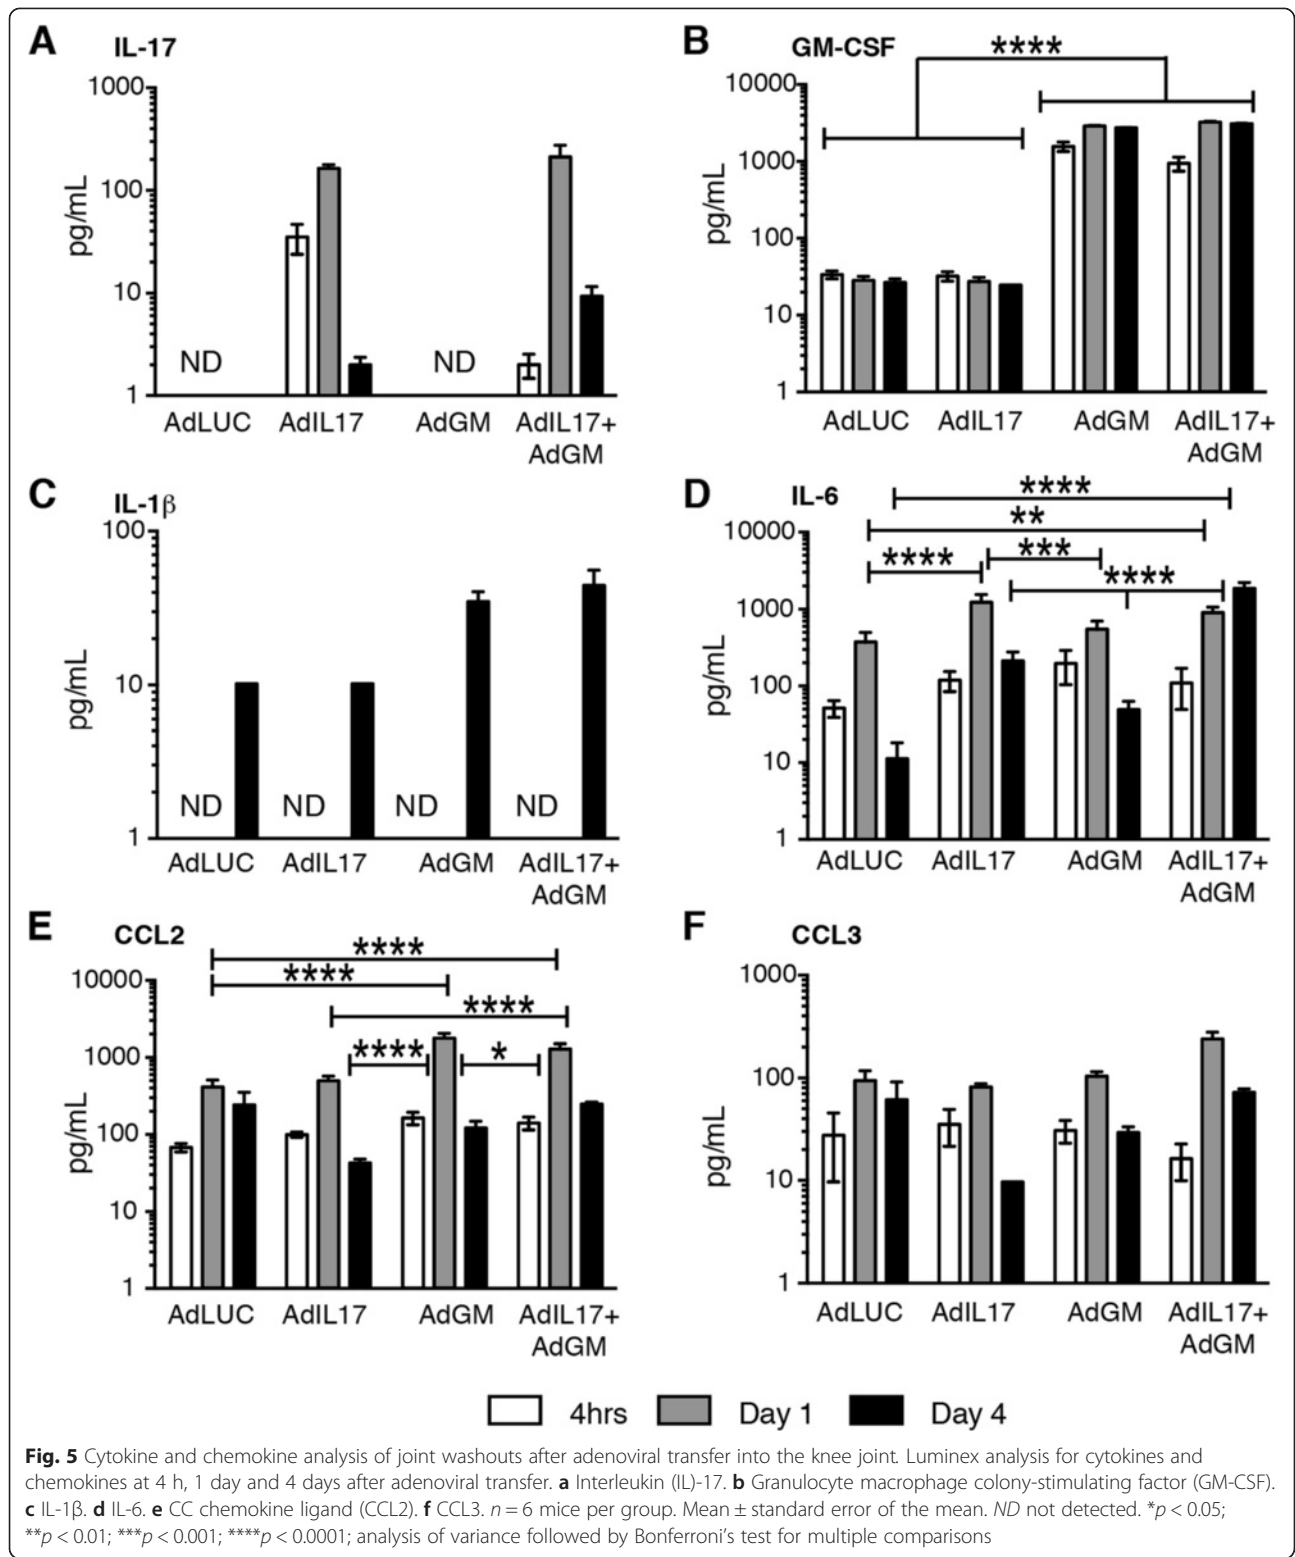 A IL-17
1000
100
10
1
pg/mL
ND
ND
AdLUC AdIL17 AdGM AdIL17+
AdGM
B GM-CSF
****
10000
1000
100
10
1
pg/mL
AdLUC AdIL17 AdGM AdIL17+
AdGM
C IL-1β
100
10
1
pg/mL
ND ND ND ND
AdLUC AdIL17 AdGM AdIL17+
AdGM
D IL-6
****
**
**** ***
****
10000
1000
100
10
1
pg/mL
AdLUC AdIL17 AdGM AdIL17+
AdGM
E CCL2
****
****
****
**** *
10000
1000
100
10
1
pg/mL
AdLUC AdIL17 AdGM AdIL17+
AdGM
F CCL3
1000
100
10
1
pg/mL
AdLUC AdIL17 AdGM AdIL17+
AdGM
4hrs Day 1 Day 4
Fig. 5 Cytokine and chemokine analysis of joint washouts after adenoviral transfer into the knee joint. Luminex analysis for cytokines and
chemokines at 4 h, 1 day and 4 days after adenoviral transfer. a Interleukin (IL)-17. b Granulocyte macrophage colony-stimulating factor (GM-CSF).
c IL-1β. d IL-6. e CC chemokine ligand (CCL2). f CCL3. n = 6 mice per group. Mean ± standard error of the mean. ND not detected. *p < 0.05;
**p < 0.01; ***p < 0.001; ****p < 0.0001; analysis of variance followed by Bonferroni’s test for multiple comparisons